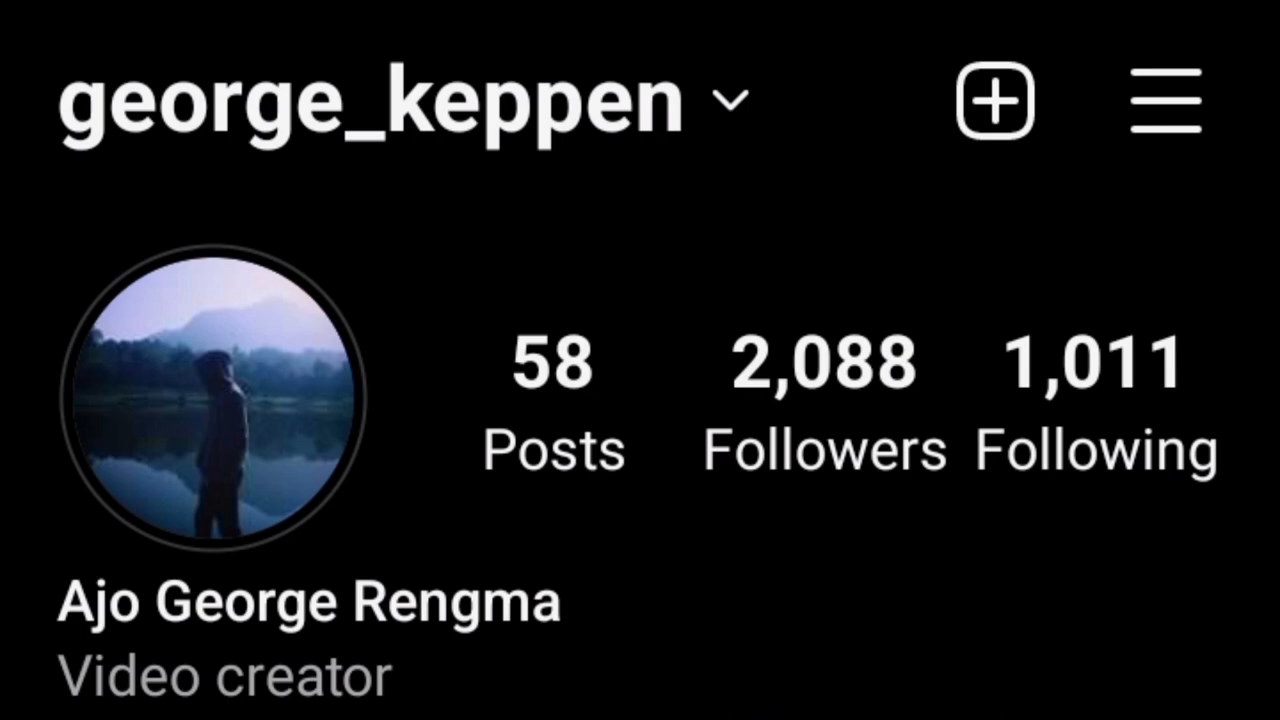 george_keppen
58 2,088 1,011
Posts Followers Following
Ajo George Rengma
Video creator